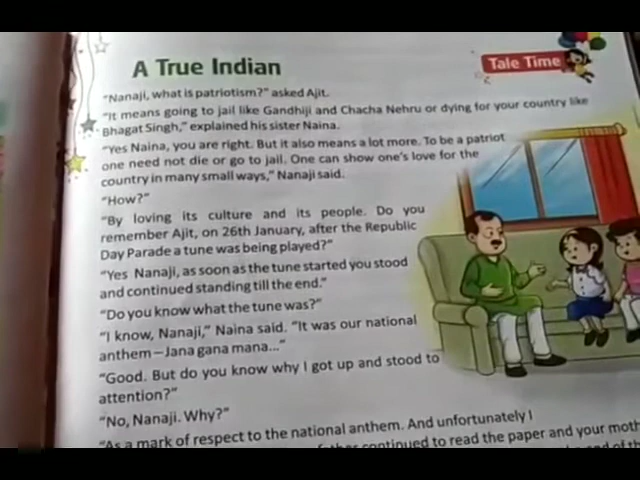 A True Indian
Tale Time
"Nanaji, what is patriotism?" asked Ajit.
"It means going to jail like Gandhiji and Chacha Nehru or dying for your country like
Bhagat Singh," explained his sister Naina.
"Yes Naina, you are right. But it also means a lot more. To be a patriot
one need not die or go to jail. One can show one's love for the
country in many small ways," Nanaji said.
"How?"
"By loving its culture and its people. Do you
remember Ajit, on 26th January, after the Republic
Day Parade a tune was being played?"
"Yes Nanaji, as soon as the tune started you stood
and continued standing till the end."
"Do you know what the tune was?"
"I know, Nanaji," Naina said. "It was our national
anthem—Jana gana mana..."
"Good. But do you know why I got up and stood to
attention?"
"No, Nanaji. Why?"
"As a mark of respect to the national anthem. And unfortunately I
continued to read the paper and your